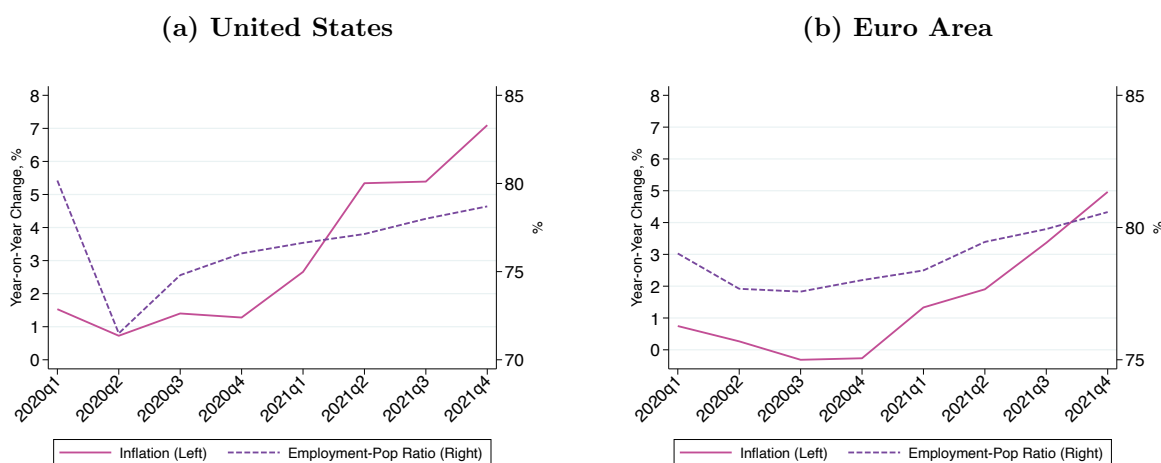 (a) United States
8
7
6
5
4
3
2
1
0
Year-on-Year Change, %
85
80
75
70
%
2020q1
2020q2
2020q3
2020q4
2021q1
2021q2
2021q3
2021q4
Inflation (Left)
Employment-Pop Ratio (Right)
(b) Euro Area
8
7
6
5
4
3
2
1
0
Year-on-Year Change, %
85
80
75
%
2020q1
2020q2
2020q3
2020q4
2021q1
2021q2
2021q3
2021q4
Inflation (Left)
Employment-Pop Ratio (Right)